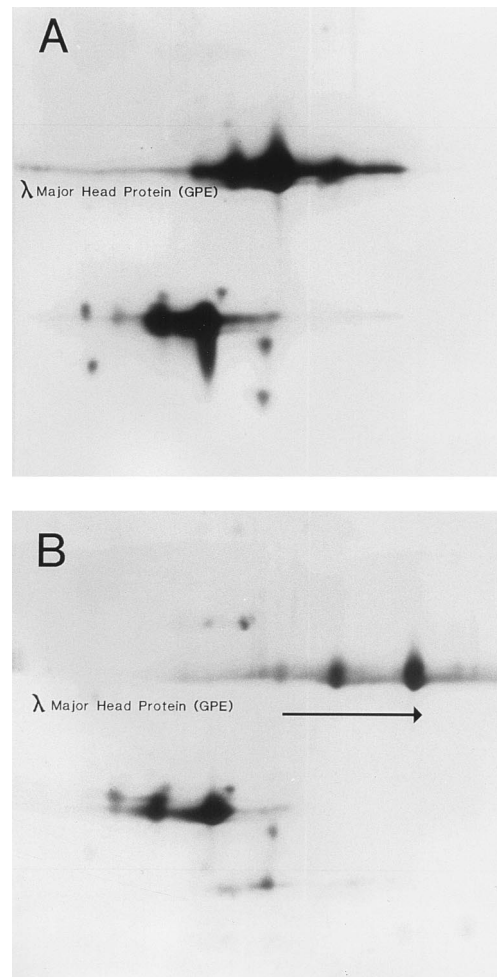 A
λ Major Head Protein (GPE)
B
λ Major Head Protein (GPE)